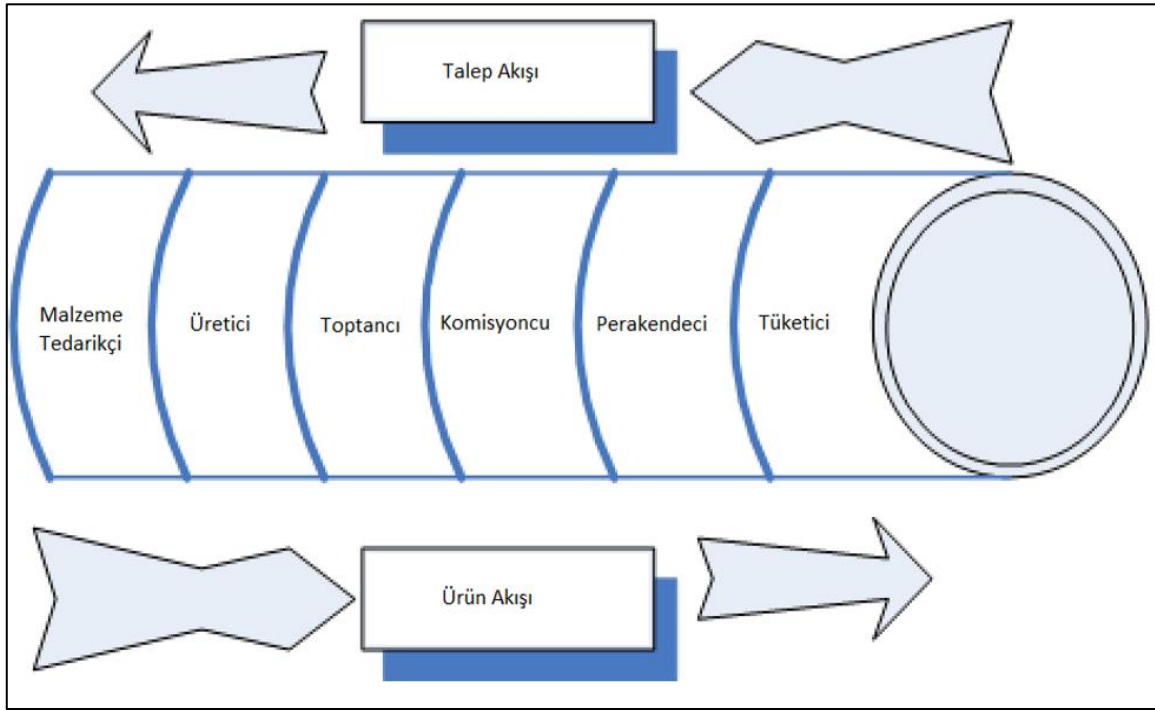 Talep Akışı
Malzeme
Tedarikçi
Üretici
Toptancı
Komisyoncu
Perakendeci
Tüketici
Ürün Akışı